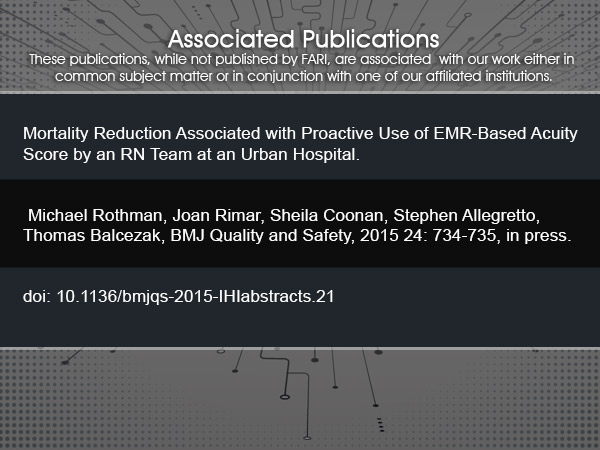 Associated Publications
These publications, while not published by FARI, are associated with our work either in
common subject matter or in conjunction with one of our affiliated institutions.
Mortality Reduction Associated with Proactive Use of EMR-Based Acuity
Score by an RN Team at an Urban Hospital.
Michael Rothman, Joan Rimar, Sheila Coonan, Stephen Allegretto,
Thomas Balcezak, BMJ Quality and Safety, 2015 24: 734-735, in press.
doi: 10.1136/bmjqs-2015-IHIabstracts.21